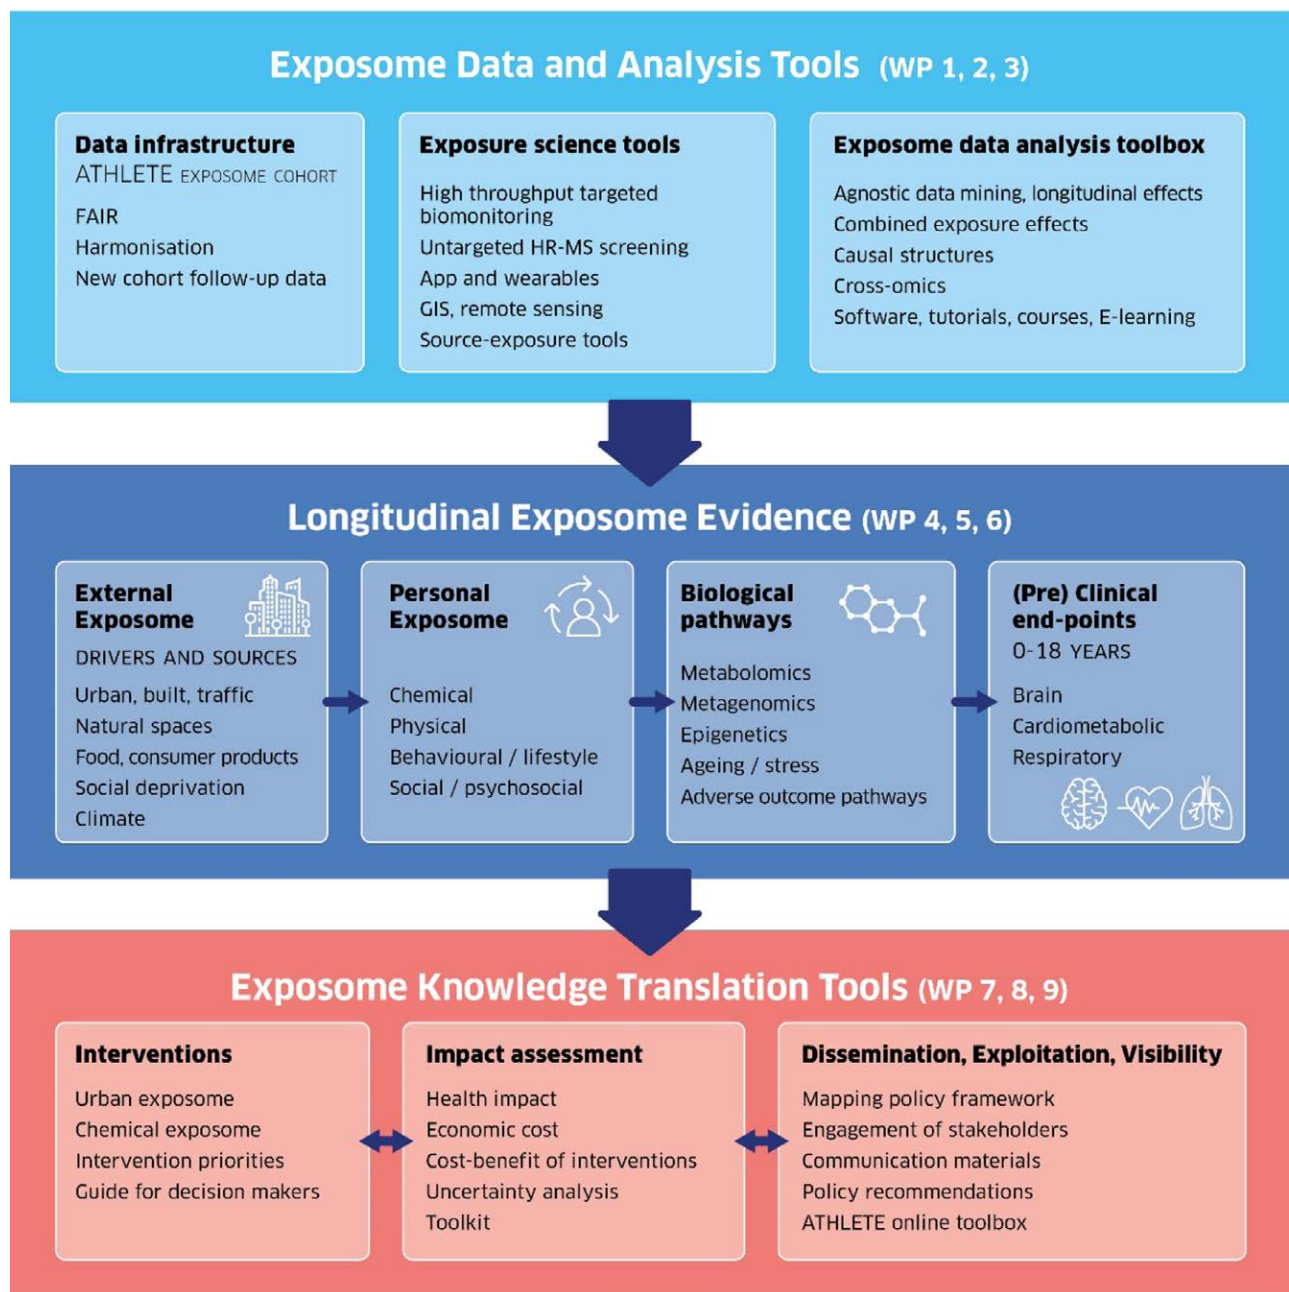 Exposome Data and Analysis Tools (WP 1, 2, 3)
Data infrastructure
ATHLETE EXPOSOME COHORT
FAIR
Harmonisation
New cohort follow-up data
Exposure science tools
High throughput targeted
biomonitoring
Untargeted HR-MS screening
App and wearables
GIS, remote sensing
Source-exposure tools
Exposome data analysis toolbox
Agnostic data mining, longitudinal effects
Combined exposure effects
Causal structures
Cross-omics
Software, tutorials, courses, E-learning
Longitudinal Exposome Evidence (WP 4, 5, 6)
External
Exposome
DRIVERS AND SOURCES
Urban, built, traffic
Natural spaces
Food, consumer products
Social deprivation
Climate
Personal
Exposome
Chemical
Physical
Behavioural / lifestyle
Social / psychosocial
Biological
pathways
Metabolomics
Metagenomics
Epigenetics
Ageing / stress
Adverse outcome pathways
(Pre) Clinical
end-points
0-18 YEARS
Brain
Cardiometabolic
Respiratory
Exposome Knowledge Translation Tools (WP 7, 8, 9)
Interventions
Urban exposome
Chemical exposome
Intervention priorities
Guide for decision makers
Impact assessment
Health impact
Economic cost
Cost-benefit of interventions
Uncertainty analysis
Toolkit
Dissemination, Exploitation, Visibility
Mapping policy framework
Engagement of stakeholders
Communication materials
Policy recommendations
ATHLETE online toolbox